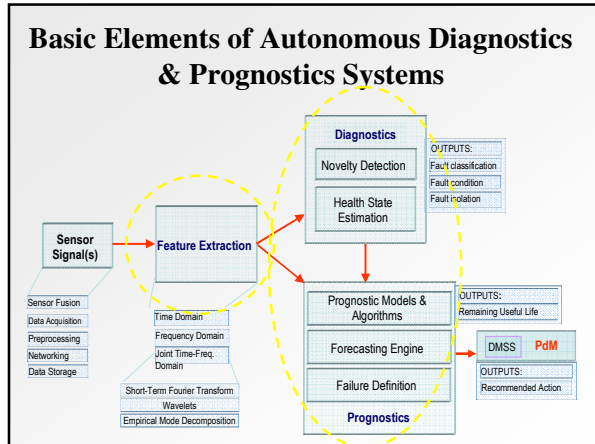 Basic Elements of Autonomous Diagnostics
& Prognostics Systems
Diagnostics
Novelty Detection
Health State
Estimation
OUTPUTS:
Fault classification
Fault condition
Fault isolation
Sensor
Signal(s)
Feature Extraction
Sensor Fusion
Data Acquisition
Preprocessing
Networking
Data Storage
Time Domain
Frequency Domain
Joint Time-Freq.
Domain
Short-Term Fourier Transform
Wavelets
Empirical Mode Decomposition
Prognostic Models &
Algorithms
Forecasting Engine
Failure Definition
Prognostics
OUTPUTS:
Remaining Useful Life
DMSS
PdM
OUTPUTS:
Recommended Action